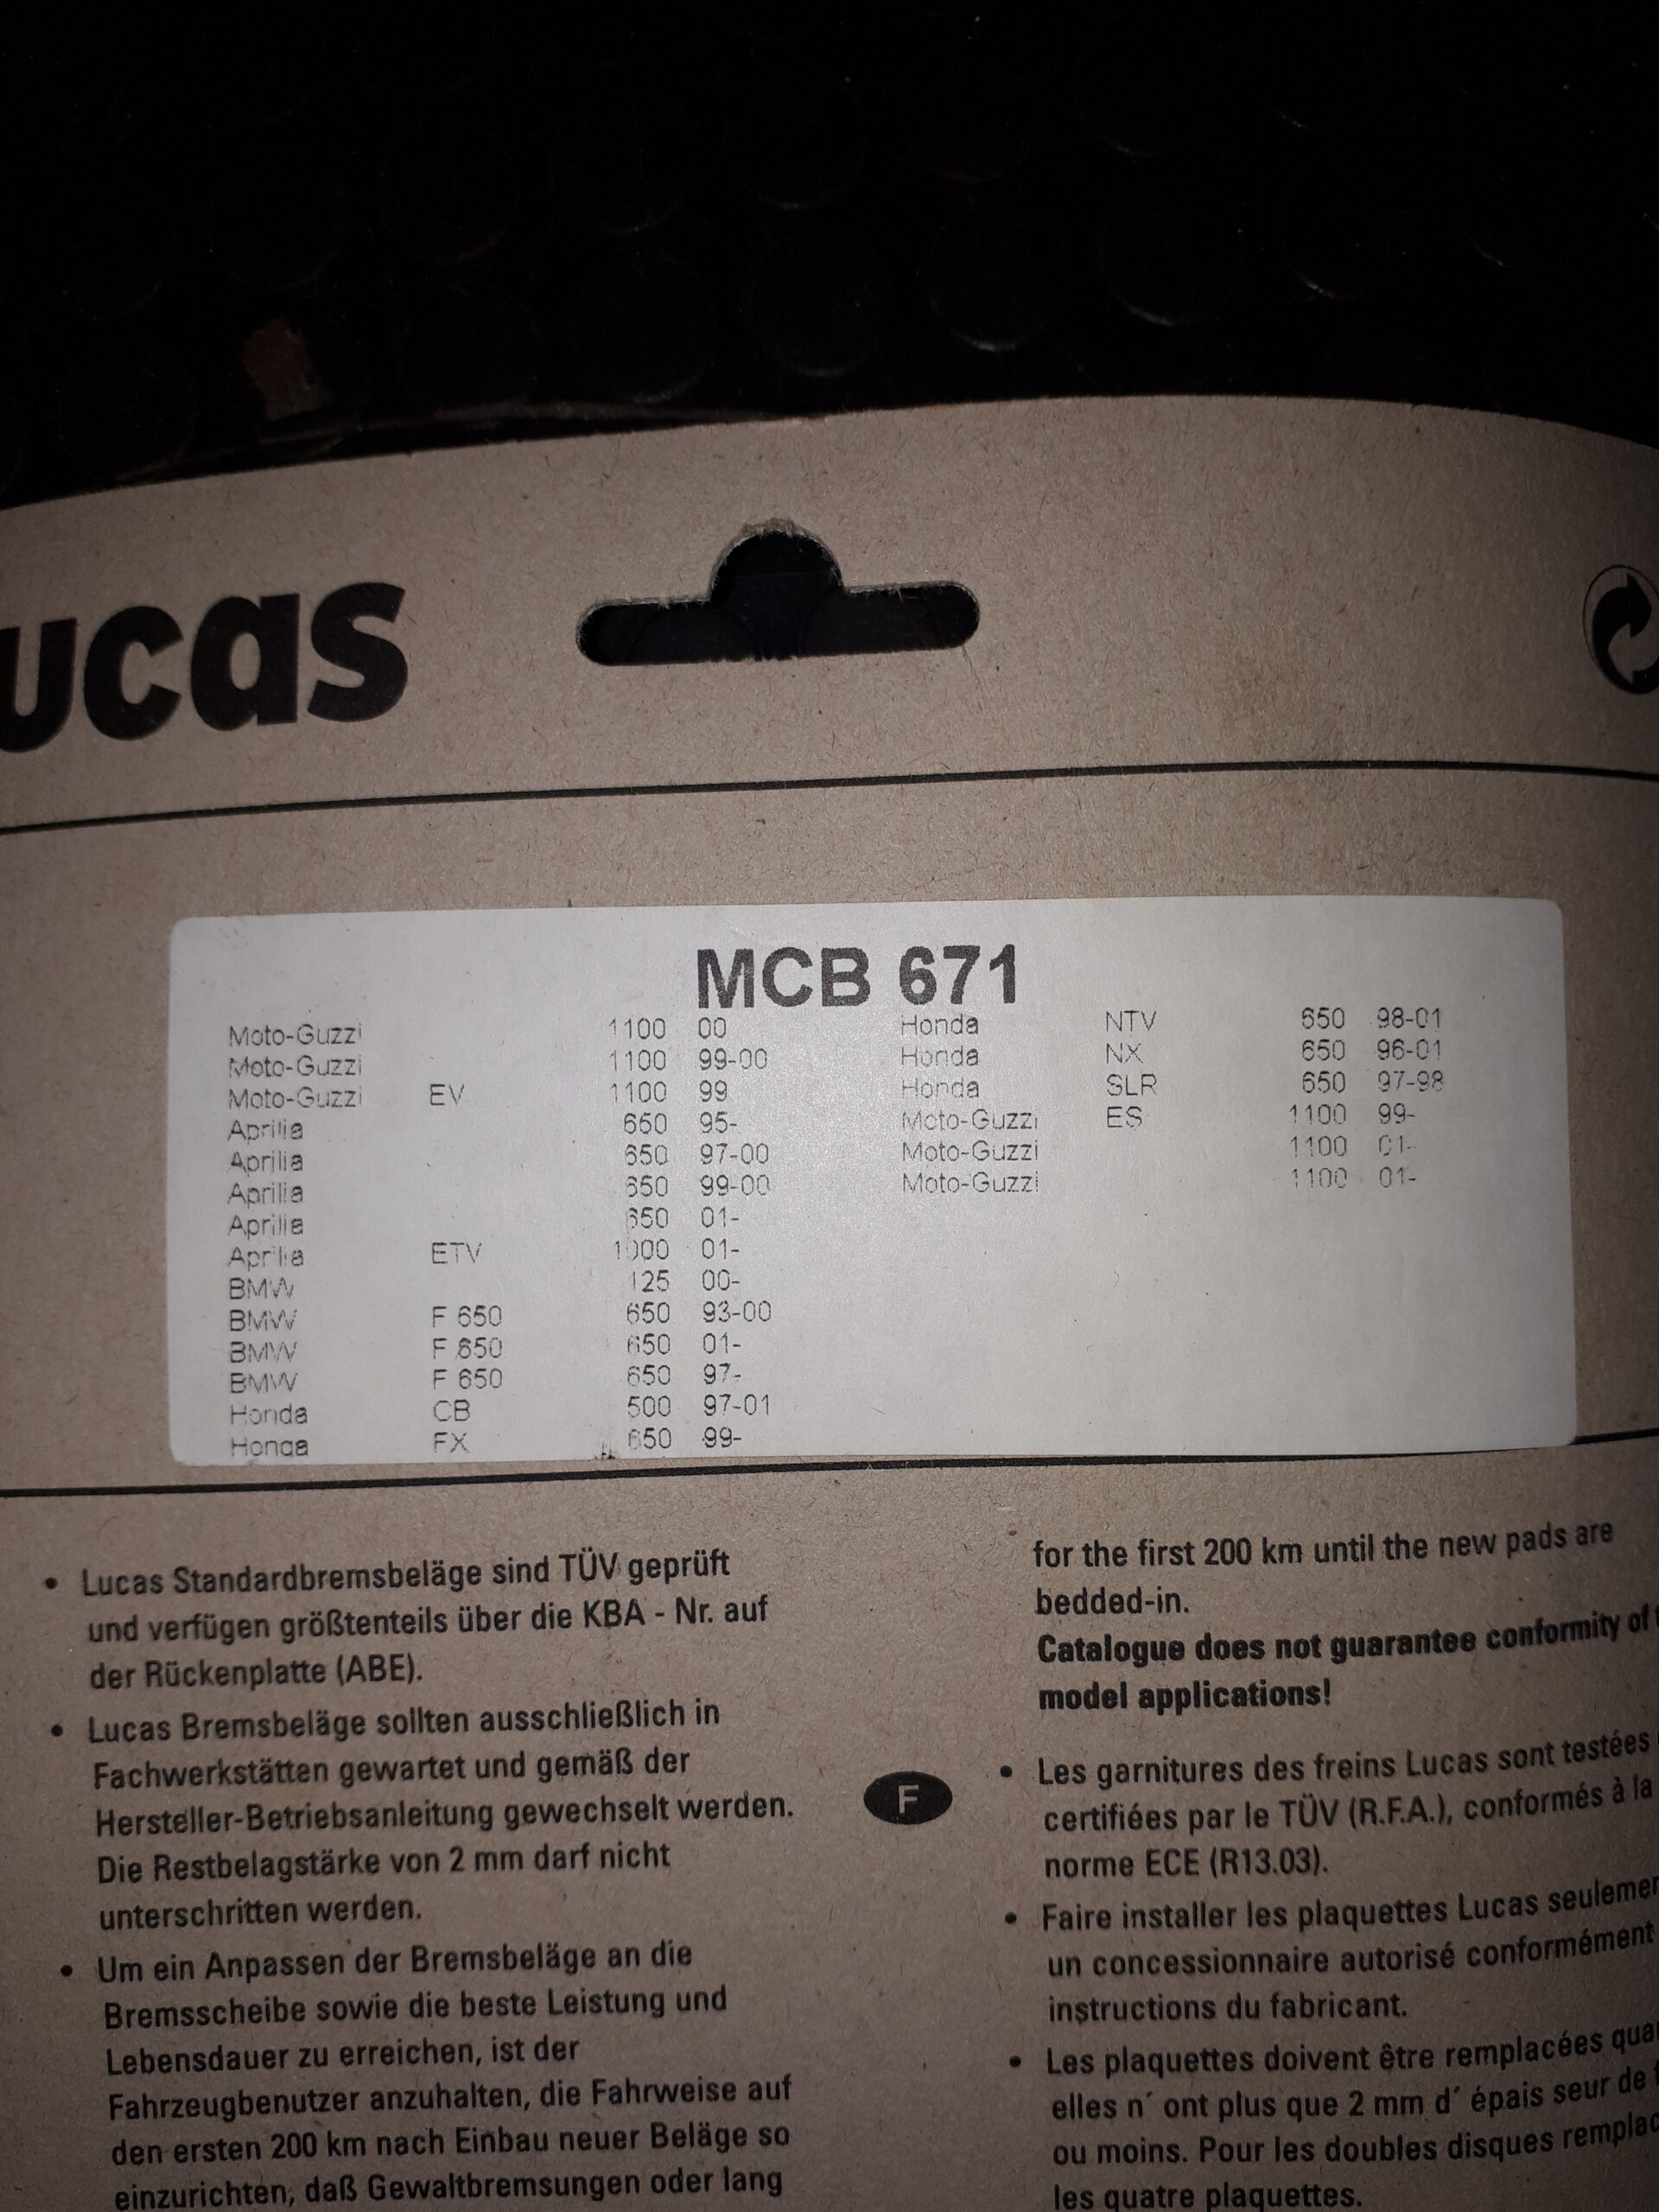 ucas
MCB 671
Moto-Guzzi 1100 00
Moto-Guzzi 1100 99-00
Moto-Guzzi EV 1100 99
Aprilia 650 95-
Aprilia 650 97-00
Aprilia 650 99-00
Aprilia 650 01-
Aprilia ETV 1000 01-
BMW 125 00-
BMW F 650 650 93-00
BMW F 650 650 01-
BMW F 650 650 97-
Honda CB 500 97-01
Honda FX 650 99-
Honda NTV 650 98-01
Honda NX 650 96-01
Honda SLR 650 97-98
Moto-Guzzi ES 1100 99-
Moto-Guzzi 1100 01-
Moto-Guzzi 1100 01-
• Lucas Standardbremsbeläge sind TÜV geprüft
und verfügen größtenteils über die KBA - Nr. auf
der Rückenplatte (ABE).
• Lucas Bremsbeläge sollten ausschließlich in
Fachwerkstätten gewartet und gemäß der
Hersteller-Betriebsanleitung gewechselt werden.
Die Restbelagstärke von 2 mm darf nicht
unterschritten werden.
• Um ein Anpassen der Bremsbeläge an die
Bremsscheibe sowie die beste Leistung und
Lebensdauer zu erreichen, ist der
Fahrzeugbenutzer anzuhalten, die Fahrweise auf
den ersten 200 km nach Einbau neuer Beläge so
einzurichten, daß Gewaltbremsungen oder lang
for the first 200 km until the new pads are
bedded-in.
Catalogue does not guarantee conformity of
model applications!
F
• Les garnitures des freins Lucas sont testées
certifiées par le TÜV (R.F.A.), conformés à la
norme ECE (R13.03).
• Faire installer les plaquettes Lucas seulemen
un concessionnaire autorisé conformément
instructions du fabricant.
• Les plaquettes doivent être remplacées qua
elles n´ ont plus que 2 mm d´ épais seur de
ou moins. Pour les doubles disques remplac
les quatre plaquettes.